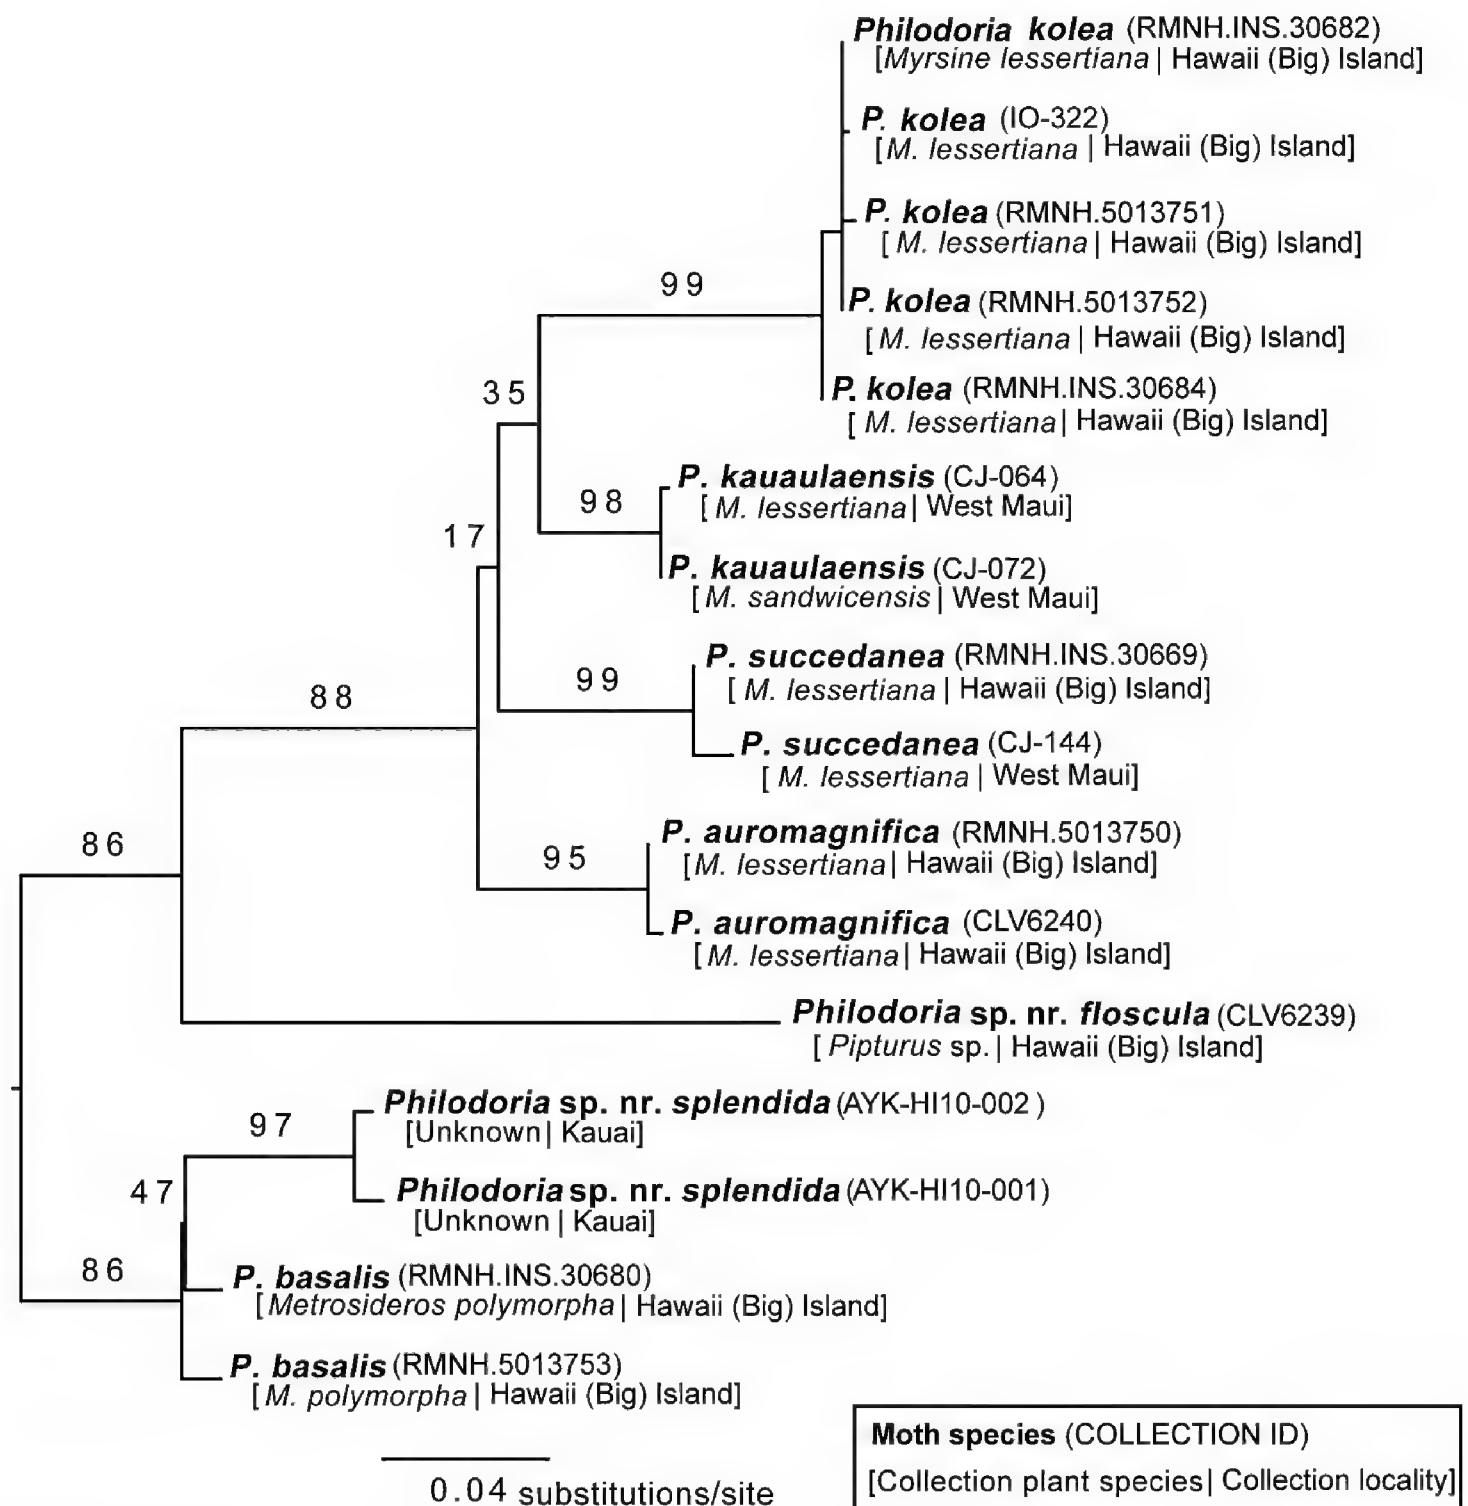 Philodoria kolea (RMNH.INS.30682)
[Myrsine lessertiana | Hawaii (Big) Island]
P. kolea (IO-322)
[M. lessertiana | Hawaii (Big) Island]
P. kolea (RMNH.5013751)
[M. lessertiana | Hawaii (Big) Island]
99
P. kolea (RMNH.5013752)
[M. lessertiana | Hawaii (Big) Island]
35
P. kolea (RMNH.INS.30684)
[M. lessertiana | Hawaii (Big) Island]
P. kauaulaensis (CJ-064)
98
[M. lessertiana | West Maui]
17
P. kauaulaensis (CJ-072)
[M. sandwicensis | West Maui]
P. succedanea (RMNH.INS.30669)
99
[M. lessertiana | Hawaii (Big) Island]
88
P. succedanea (CJ-144)
[M. lessertiana | West Maui]
P. auromagnifica (RMNH.5013750)
86
95
[M. lessertiana | Hawaii (Big) Island]
P. auromagnifica (CLV6240)
[M. lessertiana | Hawaii (Big) Island]
Philodoria sp. nr. floscula (CLV6239)
[Pipturus sp. | Hawaii (Big) Island]
Philodoria sp. nr. splendida (AYK-HI10-002)
97
[Unknown | Kauai]
47
Philodoria sp. nr. splendida (AYK-HI10-001)
[Unknown | Kauai]
86
P. basalis (RMNH.INS.30680)
[Metrosideros polymorpha | Hawaii (Big) Island]
P. basalis (RMNH.5013753)
[M. polymorpha | Hawaii (Big) Island]
0.04 substitutions/site
Moth species (COLLECTION ID)
[Collection plant species | Collection locality]